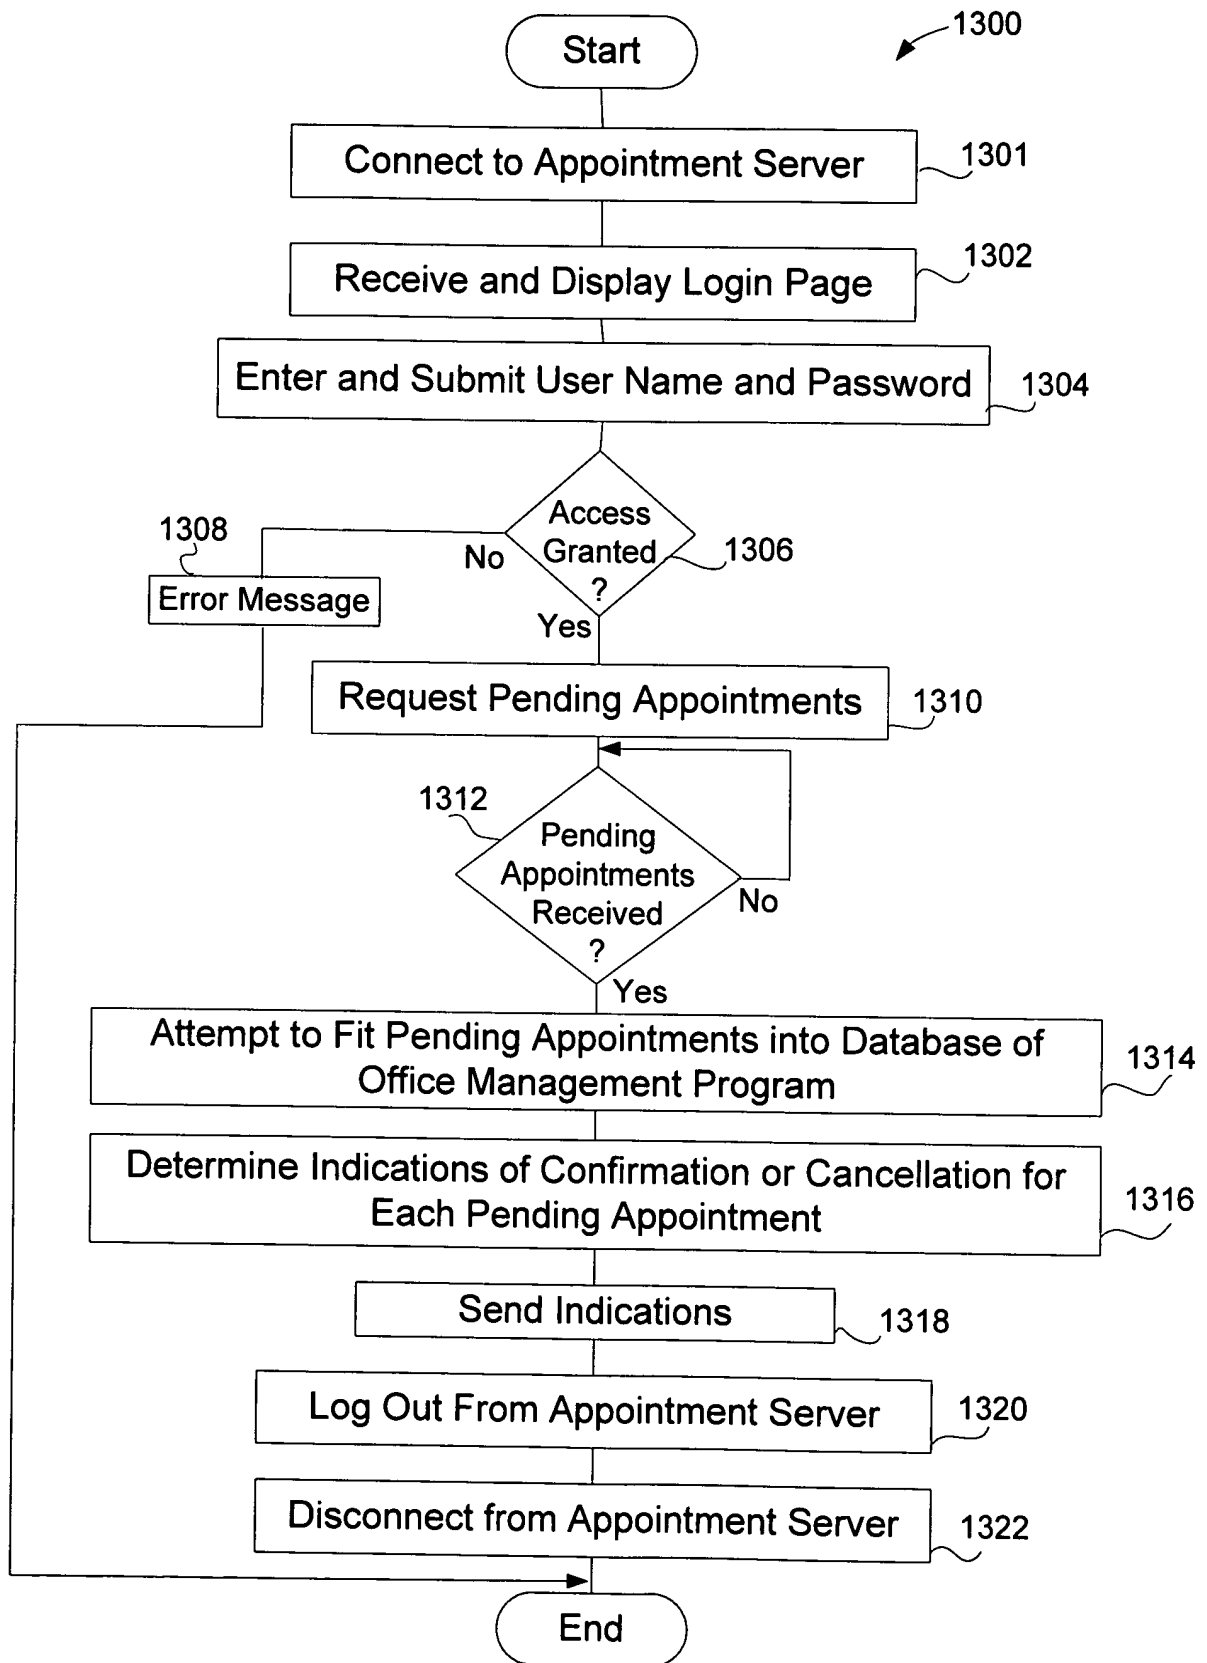 1300
Start
Connect to Appointment Server
1301
Receive and Display Login Page
1302
Enter and Submit User Name and Password
1304
Access
Granted
?
1306
No
1308
Error Message
Yes
Request Pending Appointments
1310
1312
Pending
Appointments
Received
?
No
Yes
Attempt to Fit Pending Appointments into Database of
Office Management Program
1314
Determine Indications of Confirmation or Cancellation for
Each Pending Appointment
1316
Send Indications
1318
Log Out From Appointment Server
1320
Disconnect from Appointment Server
1322
End